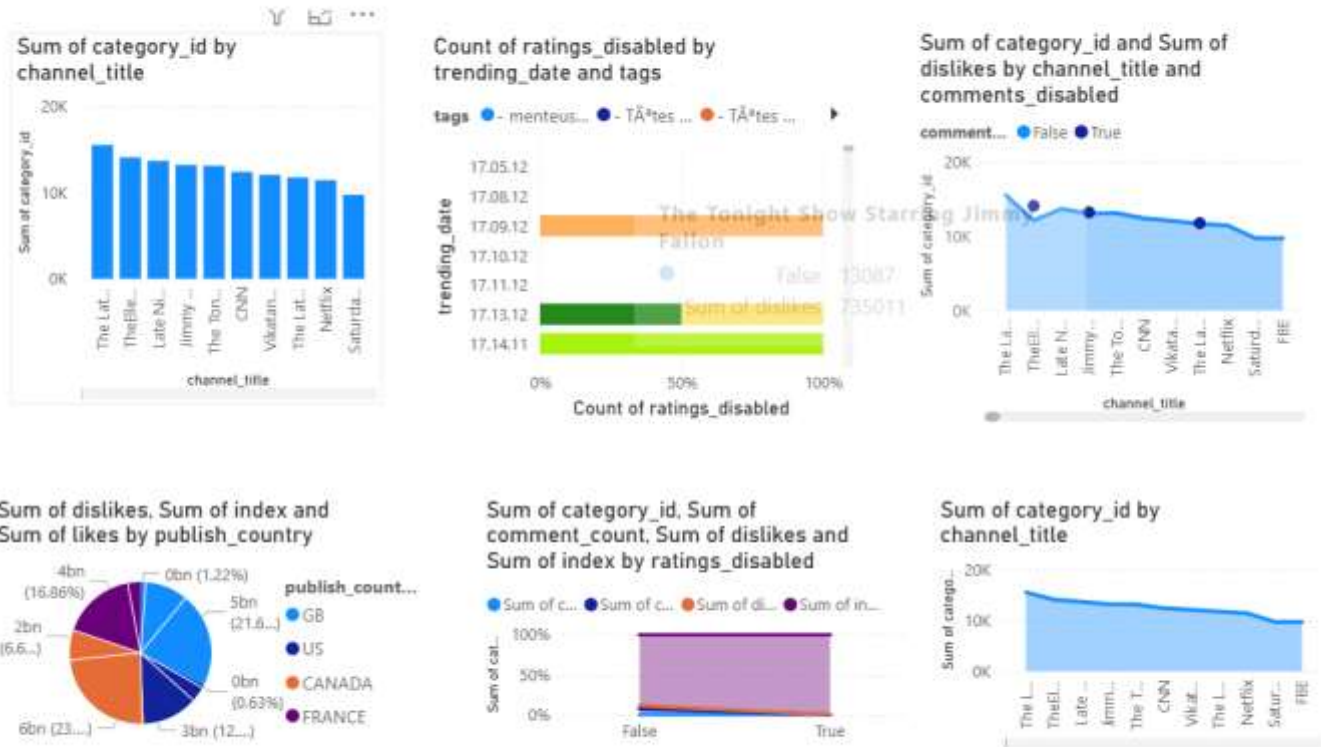 Sum of category_id by
channel_title
20K
10K
0K
Sum of category_id
The Lat...
TheElle...
Late Ni...
Jimmy ...
The Ton...
CNN
Vikatan...
The Lat...
Netflix
Saturda...
channel_title
Count of ratings_disabled by
trending_date and tags
tags - menteus... - TÃªtes ... - TÃªtes ...
trending_date
17.05.12
17.08.12
17.09.12
17.10.12
17.11.12
17.13.12
17.14.11
0% 50% 100%
Count of ratings_disabled
The Tonight Show Starring Jimmy
Fallon
False 13087
Sum of dislikes 735011
Sum of category_id and Sum of
dislikes by channel_title and
comments_disabled
comment... False True
20K
10K
0K
Sum of category_id
The La...
TheEl...
Late N...
Jimmy...
The To...
CNN
Vikata...
The La...
Netflix
Saturd...
FBE
channel_title
Sum of dislikes, Sum of index and
Sum of likes by publish_country
4bn
(16.86%)
0bn (1.22%)
5bn
(21.6...)
2bn
(6.6...)
0bn
(0.63%)
6bn (23....)
3bn (12....)
publish_count...
GB
US
CANADA
FRANCE
Sum of category_id, Sum of
comment_count, Sum of dislikes and
Sum of index by ratings_disabled
Sum of c... Sum of c... Sum of di... Sum of in...
Sum of cat...
100%
50%
0%
False True
Sum of category_id by
channel_title
Sum of catego...
20K
10K
0K
The L...
TheEl...
Late ...
Jimm...
The T...
CNN
Vikat...
The L...
Netflix
Satur...
FBE